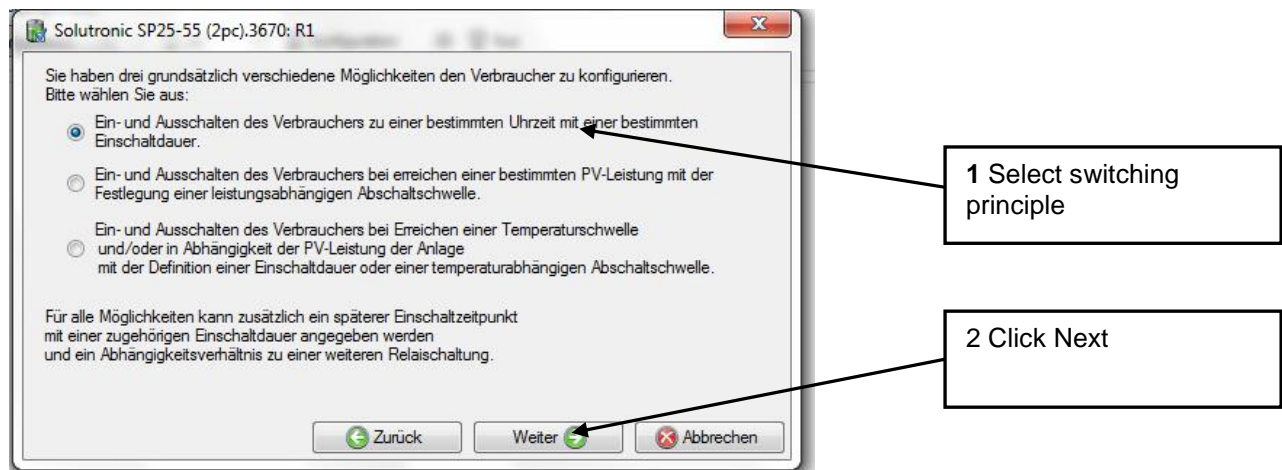 Solutronic SP25-55 (2pc).3670: R1
Sie haben drei grundsätzlich verschiedene Möglichkeiten den Verbraucher zu konfigurieren.
Bitte wählen Sie aus:
Ein- und Ausschalten des Verbrauchers zu einer bestimmten Uhrzeit mit einer bestimmten
Einschaltdauer.
Ein- und Ausschalten des Verbrauchers bei erreichen einer bestimmten PV-Leistung mit der
Festlegung einer leistungsabhängigen Abschaltschwelle.
Ein- und Ausschalten des Verbrauchers bei Erreichen einer Temperaturschwelle
und/oder in Abhängigkeit der PV-Leistung der Anlage
mit der Definition einer Einschaltdauer oder einer temperaturabhängigen Abschaltschwelle.
Für alle Möglichkeiten kann zusätzlich ein späterer Einschaltzeitpunkt
mit einer zugehörigen Einschaltdauer angegeben werden
und ein Abhängigkeitsverhältnis zu einer weiteren Relaischaltung.
Zurück
Weiter
Abbrechen
1 Select switching
principle
2 Click Next